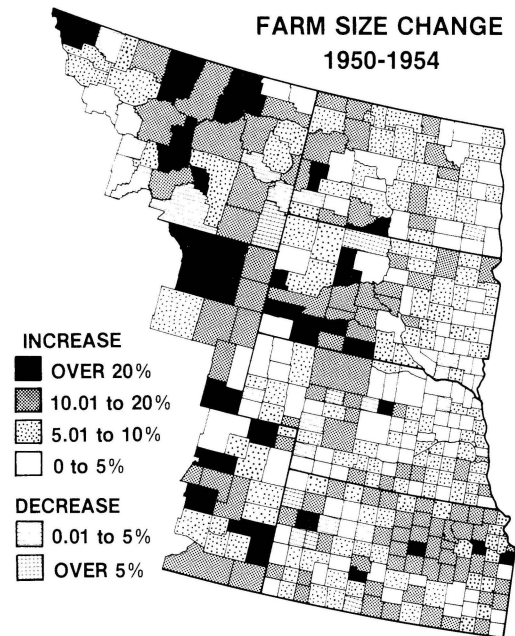 FARM SIZE CHANGE
1950-1954
INCREASE
OVER 20%
10.01 to 20%
5.01 to 10%
0 to 5%
DECREASE
0.01 to 5%
OVER 5%